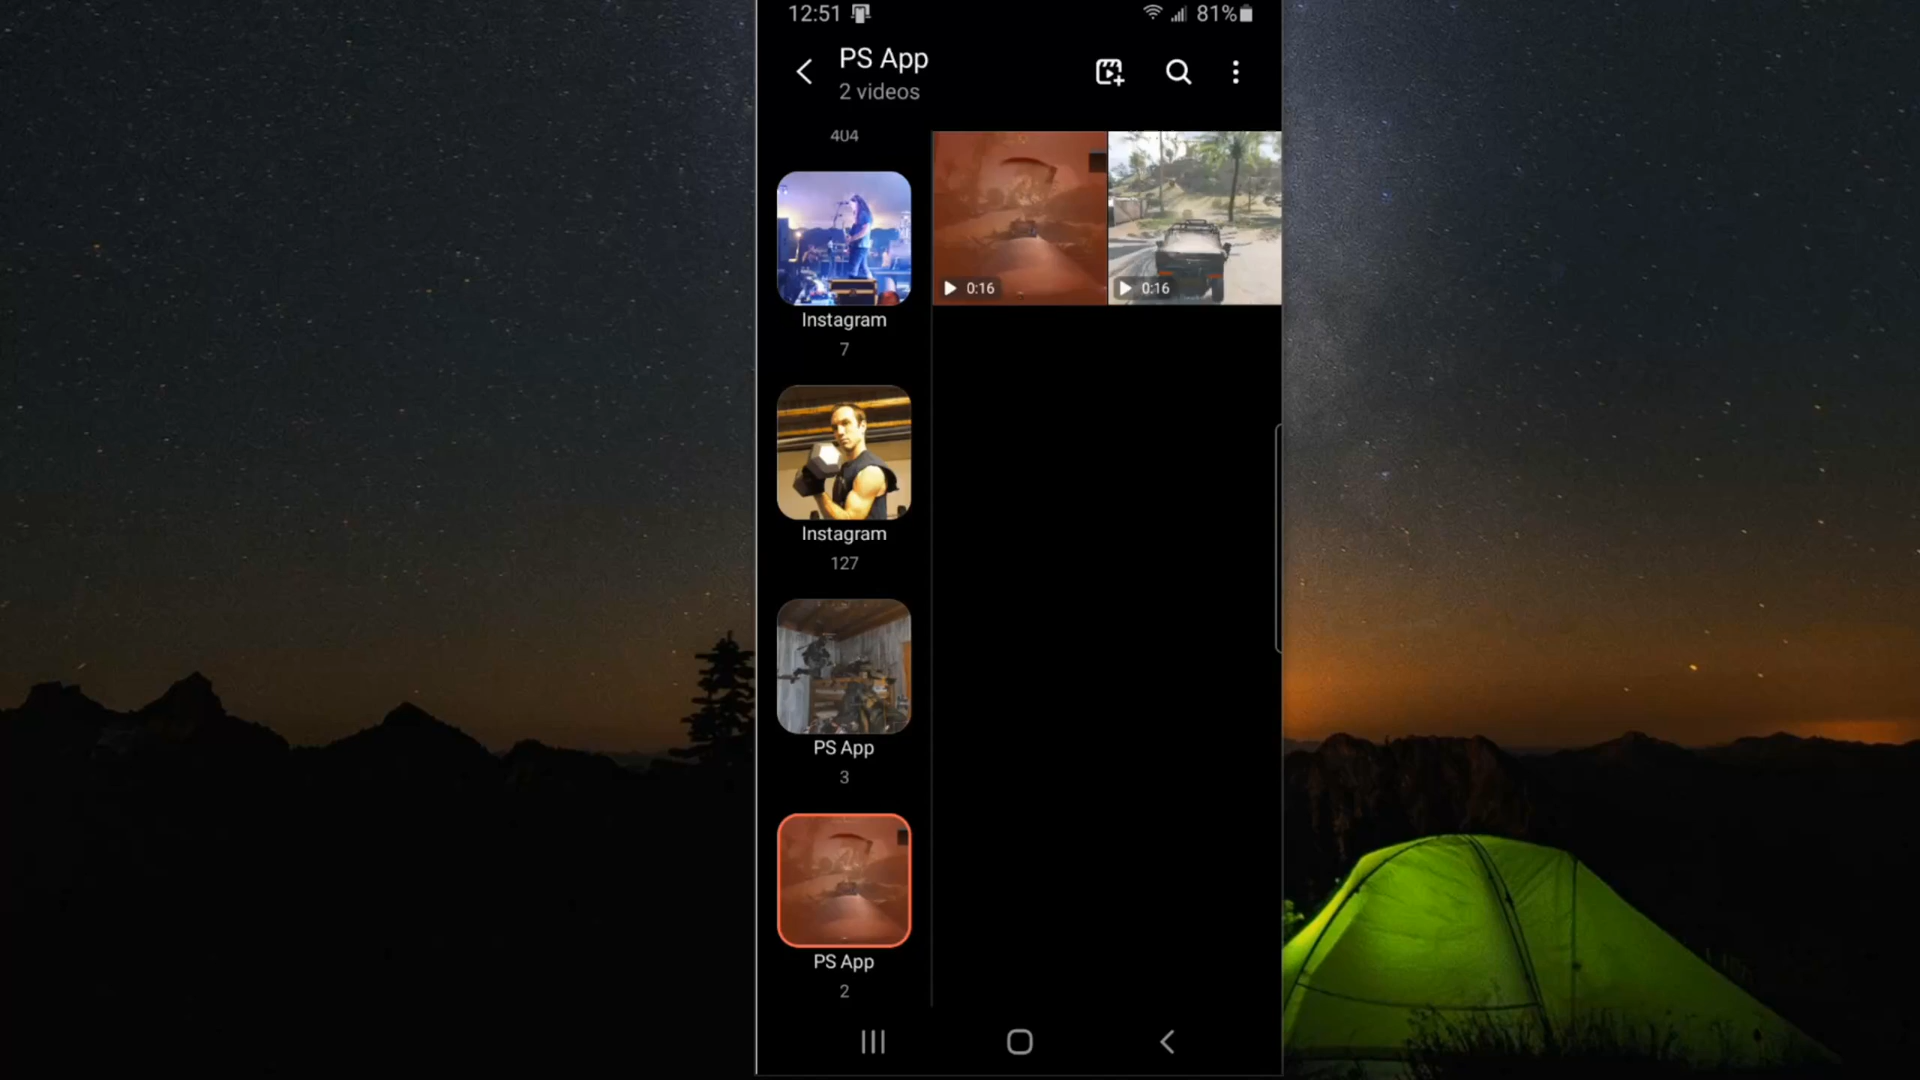 12:51
81%
PS App
2 videos
404
0:16
0:16
Instagram
7
Instagram
127
PS App
3
PS App
2